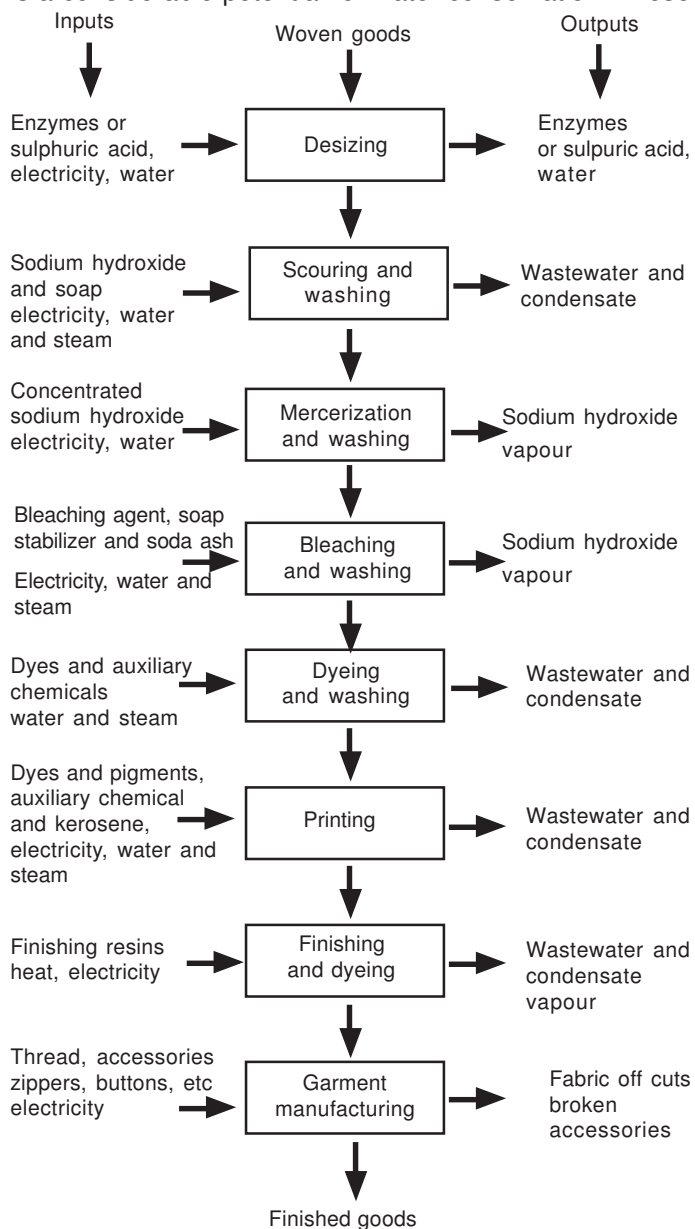 Inputs
Woven goods
Outputs
Enzymes or
sulphuric acid,
electricity, water
Desizing
Enzymes
or sulpuric acid,
water
Sodium hydroxide
and soap
electricity, water
and steam
Scouring and
washing
Wastewater and
condensate
Concentrated
sodium hydroxide
electricity, water
Mercerization
and washing
Sodium hydroxide
vapour
Bleaching agent, soap
stabilizer and soda ash
Electricity, water and
steam
Bleaching
and washing
Sodium hydroxide
vapour
Dyes and auxiliary
chemicals
water and steam
Dyeing
and washing
Wastewater and
condensate
Dyes and pigments,
auxiliary chemical
and kerosene,
electricity, water and
steam
Printing
Wastewater and
condensate
Finishing resins
heat, electricity
Finishing
and dyeing
Wastewater and
condensate
vapour
Thread, accessories
zippers, buttons, etc
electricity
Garment
manufacturing
Fabric off cuts
broken
accessories
Finished goods